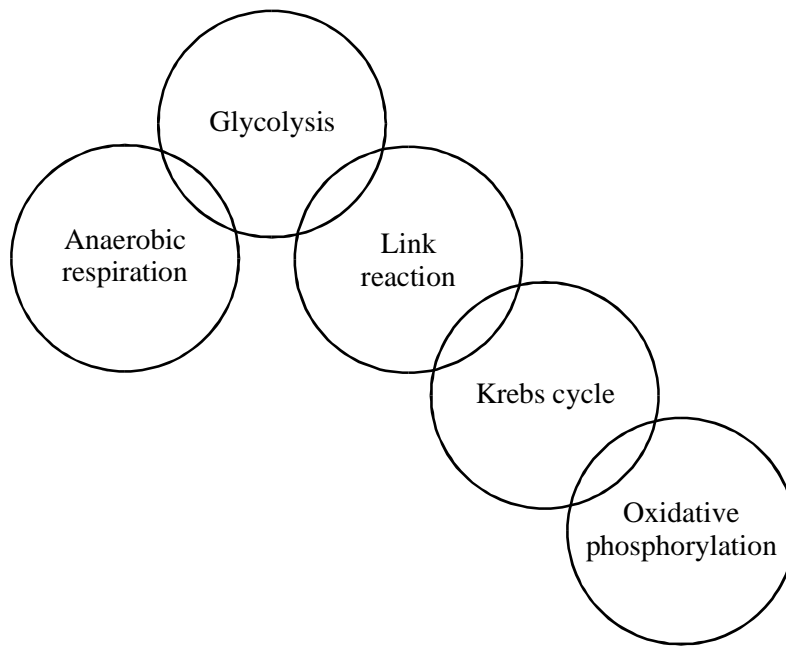 Glycolysis
Anaerobic
respiration
Link
reaction
Krebs cycle
Oxidative
phosphorylation